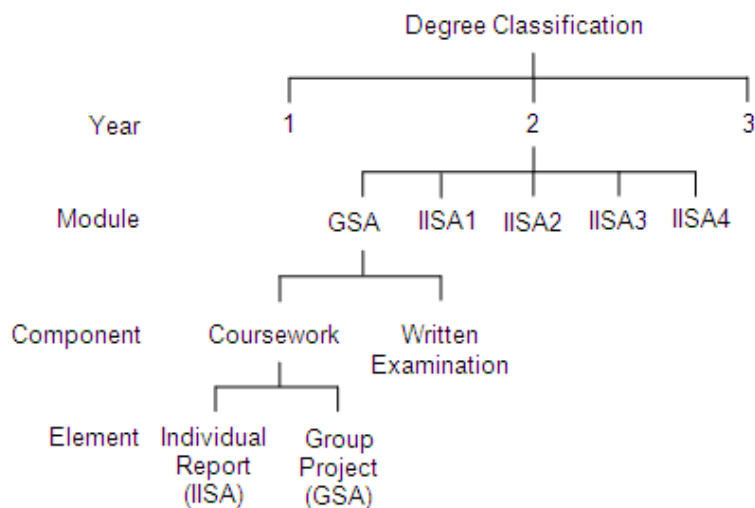 Degree Classification
Year 1 2 3
Module GSA IISA1 IISA2 IISA3 IISA4
Component Coursework Written
Examination
Element Individual Group
Report Project
(IISA) (GSA)